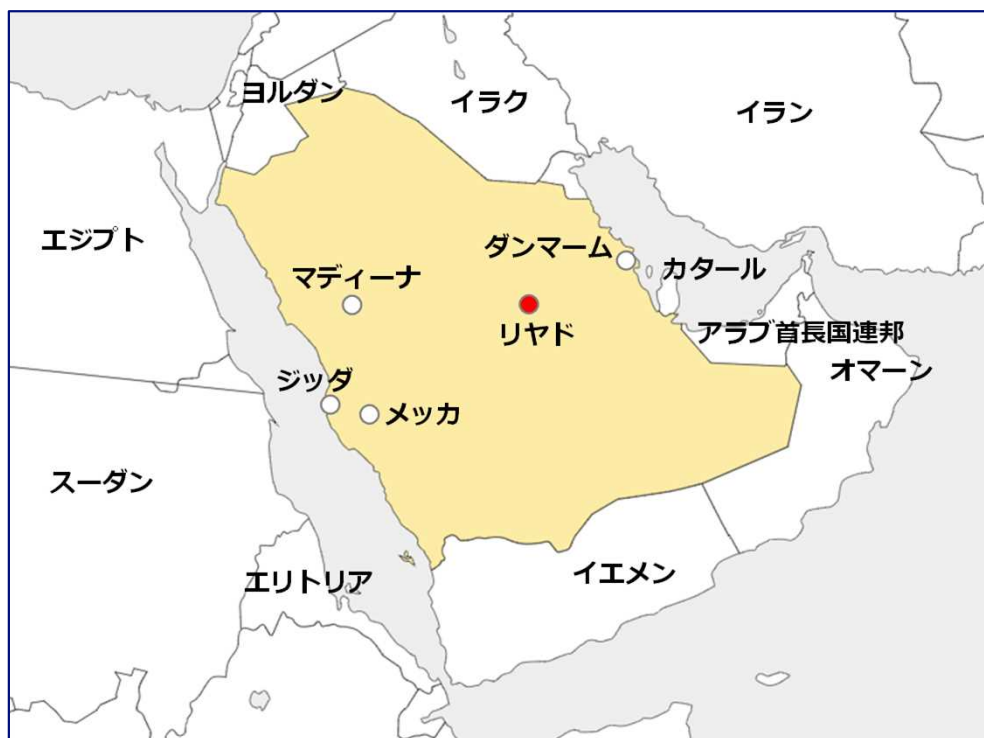 ヨルダン
イラク
イラン
エジプト
ダンマーム
カタール
マディーナ
リヤド
アラブ首長国連邦
オマーン
ジッダ
メッカ
スーダン
エリトリア
イエメン